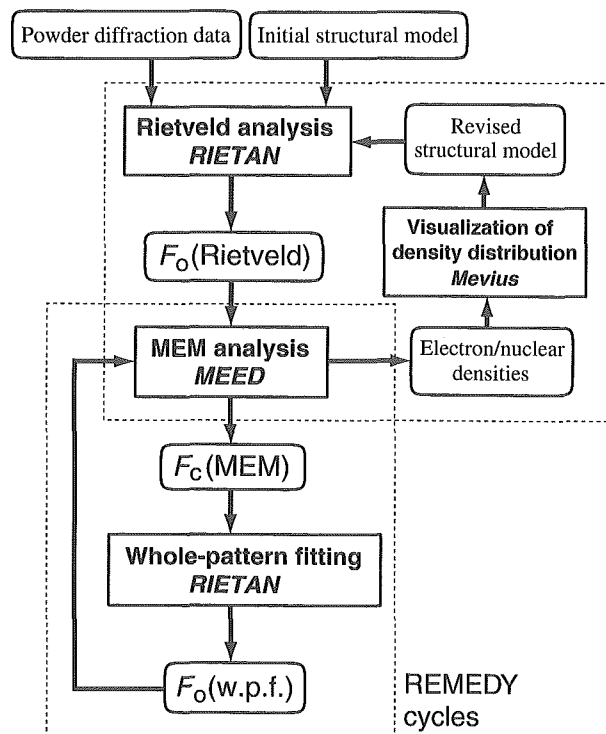 Powder diffraction data
Initial structural model
Rietveld analysis
RIETAN
Revised
structural model
Visualization of
density distribution
Mevius
Fo(Rietveld)
MEM analysis
MEED
Electron/nuclear
densities
Fc(MEM)
Whole-pattern fitting
RIETAN
Fo(w.p.f.)
REMEDY
cycles